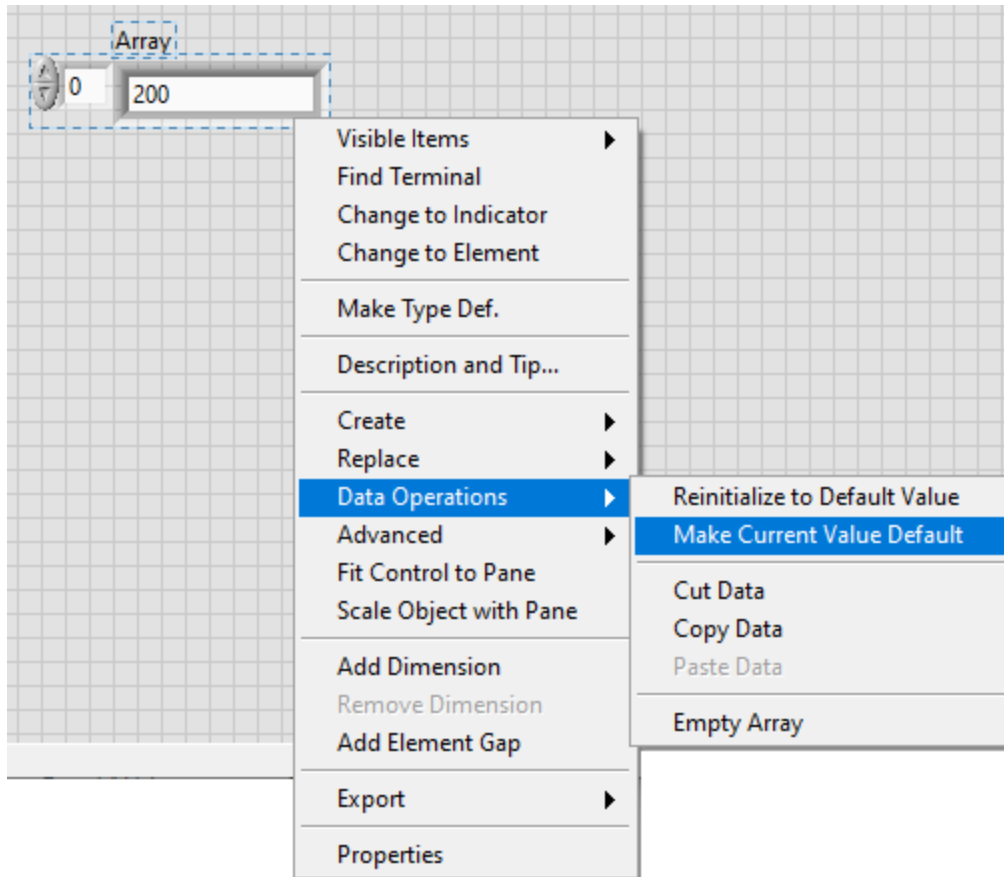 Array
0
200
Visible Items
Find Terminal
Change to Indicator
Change to Element
Make Type Def.
Description and Tip...
Create
Replace
Data Operations
Advanced
Fit Control to Pane
Scale Object with Pane
Add Dimension
Remove Dimension
Add Element Gap
Export
Properties
Reinitialize to Default Value
Make Current Value Default
Cut Data
Copy Data
Paste Data
Empty Array